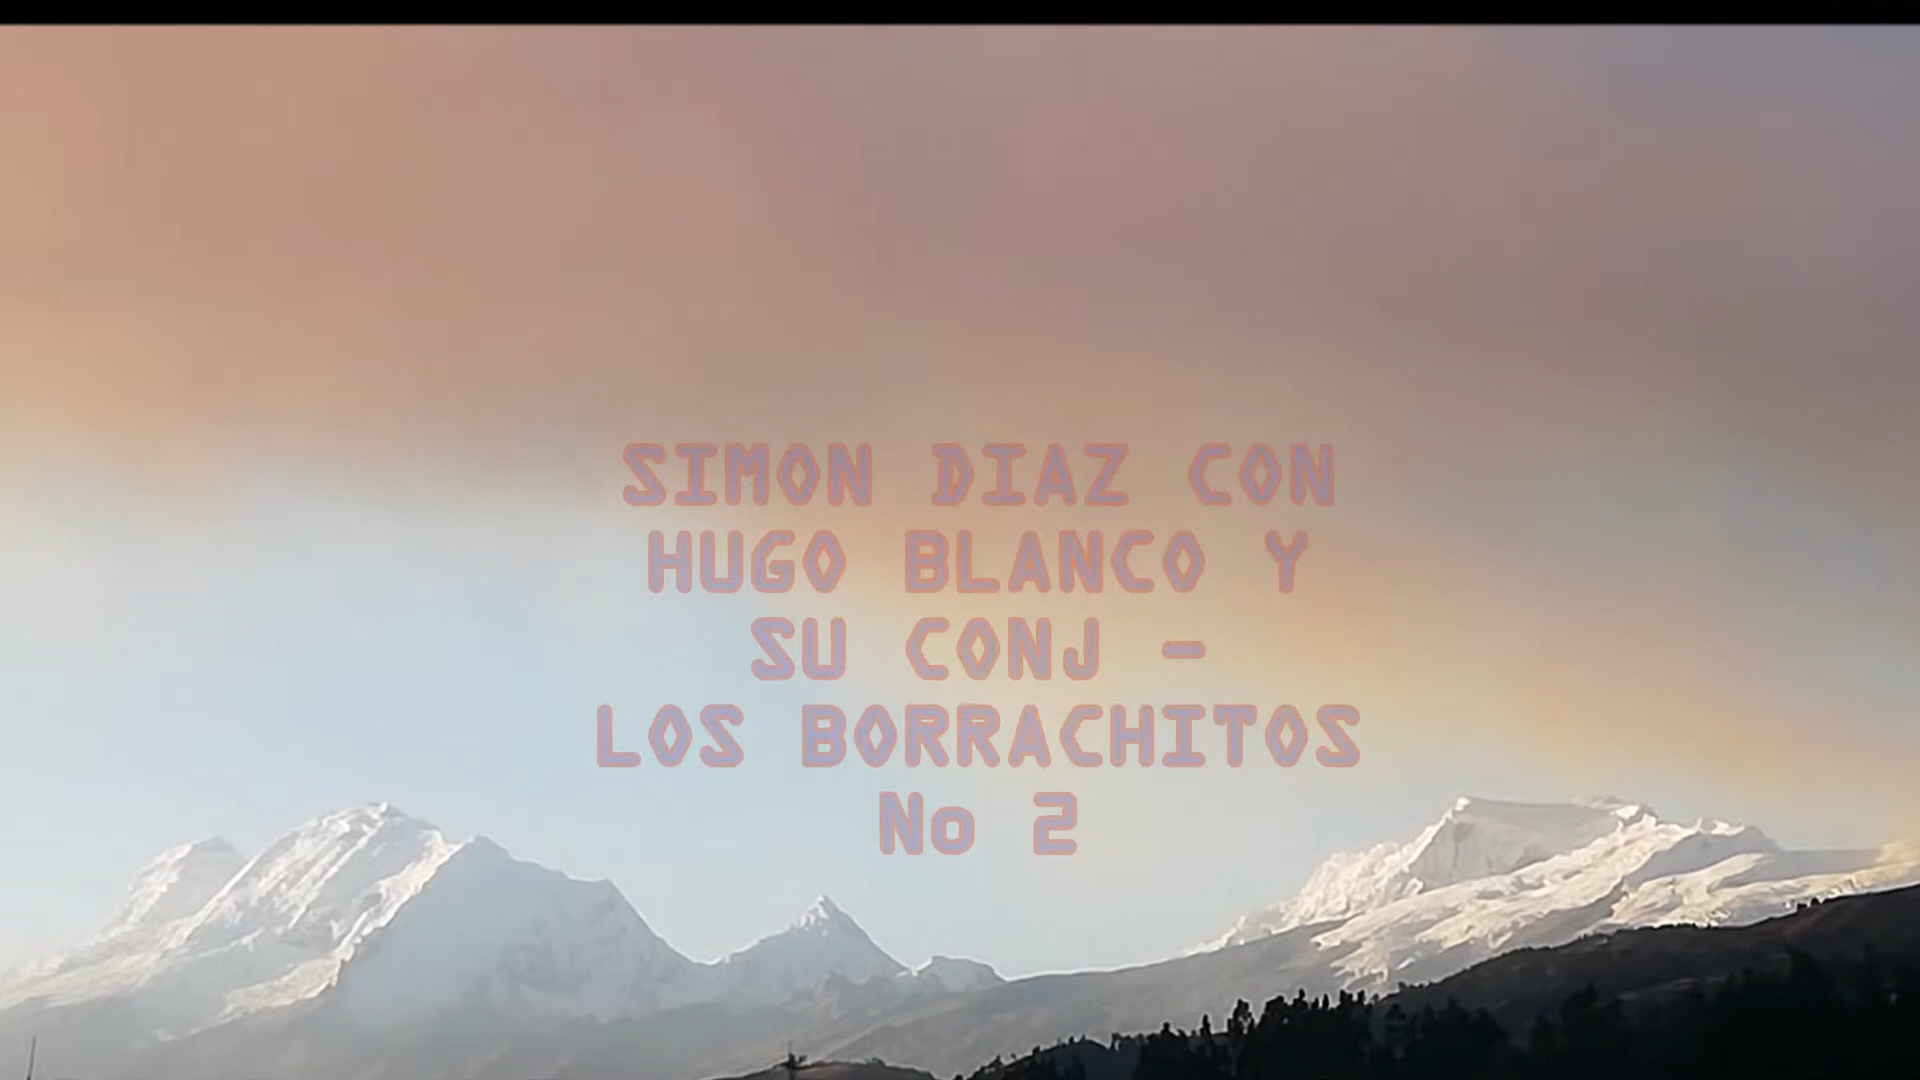 SIMON DIAZ CON
HUGO BLANCO Y
SU CONJ -
LOS BORRACHITOS
No 2